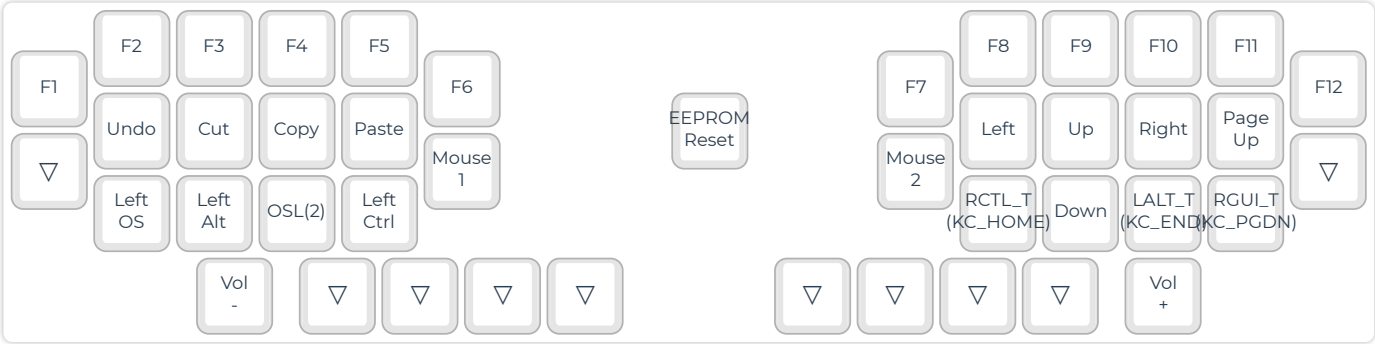 F2
F3
F4
F5
F8
F9
F10
F11
F1
F6
F7
F12
EEPROM
Reset
Undo
Cut
Copy
Paste
Left
Up
Right
Page
Up
▽
Mouse
1
Mouse
2
▽
Left
OS
Left
Alt
OSL(2)
Left
Ctrl
RCTL_T
(KC_HOME)
Down
LALT_T
(KC_END)
RGUI_T
(KC_PGDN)
Vol
-
▽
▽
▽
▽
▽
▽
▽
▽
Vol
+